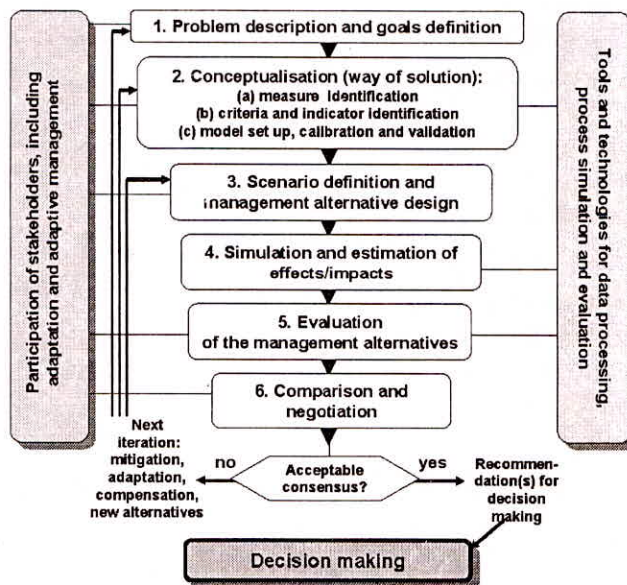 1. Problem description and goals definition
2. Conceptualisation (way of solution):
(a) measure identification
(b) criteria and indicator identification
(c) model set up, calibration and validation
3. Scenario definition and
management alternative design
4. Simulation and estimation of
effects/impacts
5. Evaluation
of the management alternatives
6. Comparison and
negotiation
Participation of stakeholders, including
adaptation and adaptive management
Tools and technologies for data processing,
process simulation and evaluation
Next
iteration:
mitigation,
adaptation,
compensation,
new alternatives
no
Acceptable
consensus?
yes
Recommen-
dation(s) for
decision
making
Decision making